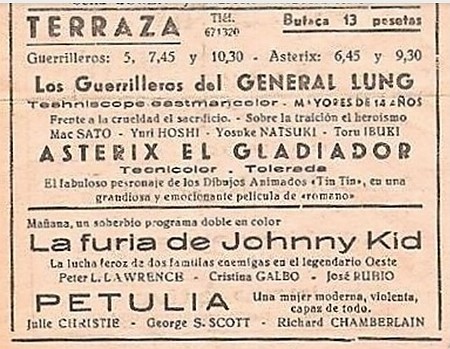 TERRAZA Tlfl. 671320 Butaca 13 pesetas
Guerrilleros: 5, 7,45 y 10,30 - Asterix: 6,45 y 9,30
Los Guerrilleros del GENERAL LUNG
Techniscope eastmancolor - MAYORES DE 14 AÑOS
Frente a la crueldad el sacrificio. - Sobre la traición el heroismo
Mac SATO - Yuri HOSHI - Yosuke NATSUKI - Toru IBUKI
ASTERIX EL GLADIADOR
Tecnicolor - Tolerada
El fabuloso personaje de los Dibujos Animados «Tin Tin», en una
grandiosa y emocionante película de «romano»
Mañana, un soberbio programa doble en color
La furia de Johnny Kid
La lucha feroz de dos familias enemigas en el legendario Oeste
Peter L. LAWRENCE - Cristina GALBO - José RUBIO
PETULIA Una mujer moderna, violenta,
capaz de todo.
Julie CHRISTIE - George S. SCOTT - Richard CHAMBERLAIN